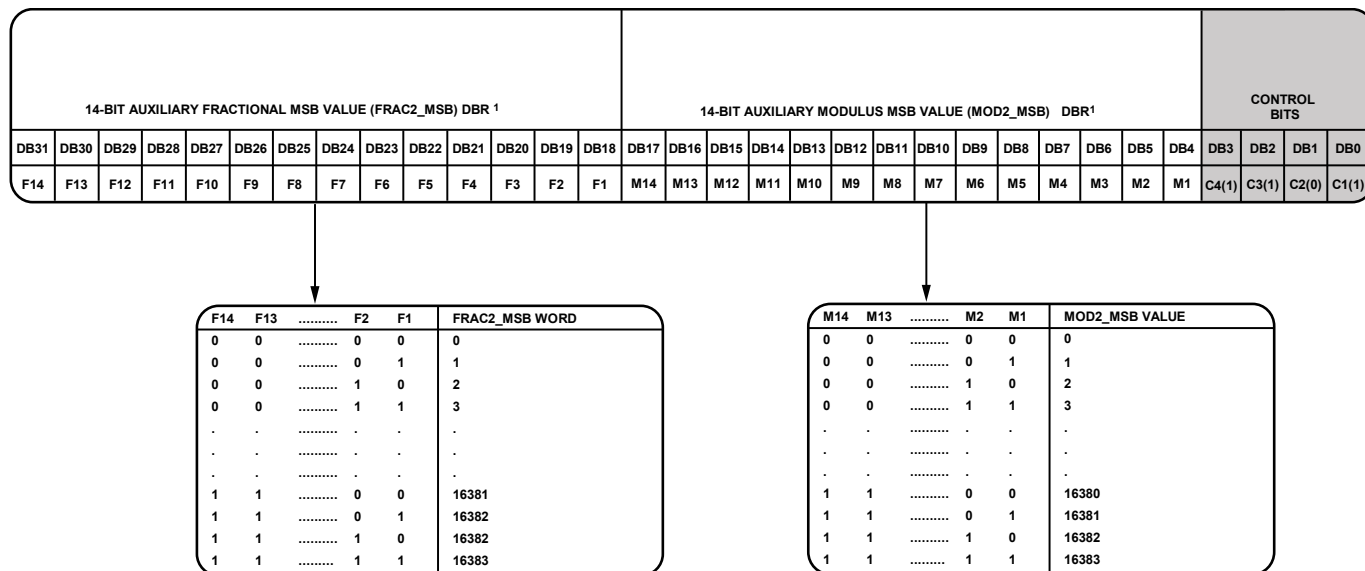 14-BIT AUXILIARY FRACTIONAL MSB VALUE (FRAC2_MSB) DBR 1
14-BIT AUXILIARY MODULUS MSB VALUE (MOD2_MSB) DBR1
CONTROL
BITS
DB31 DB30 DB29 DB28 DB27 DB26 DB25 DB24 DB23 DB22 DB21 DB20 DB19 DB18 DB17 DB16 DB15 DB14 DB13 DB12 DB11 DB10 DB9 DB8 DB7 DB6 DB5 DB4 DB3 DB2 DB1 DB0
F14 F13 F12 F11 F10 F9 F8 F7 F6 F5 F4 F3 F2 F1 M14 M13 M12 M11 M10 M9 M8 M7 M6 M5 M4 M3 M2 M1 C4(1) C3(1) C2(0) C1(1)
F14 F13 .......... F2 F1 FRAC2_MSB WORD
0 0 .......... 0 0 0
0 0 .......... 0 1 1
0 0 .......... 1 0 2
0 0 .......... 1 1 3
. . .......... . . .
. . .......... . . .
. . .......... . . .
1 1 .......... 0 0 16381
1 1 .......... 0 1 16382
1 1 .......... 1 0 16382
1 1 ......... 1 1 16383
M14 M13 .......... M2 M1 MOD2_MSB VALUE
0 0 .......... 0 0 0
0 0 .......... 0 1 1
0 0 .......... 1 0 2
0 0 .......... 1 1 3
. . .......... . . .
. . .......... . . .
. . .......... . . .
1 1 .......... 0 0 16380
1 1 .......... 0 1 16381
1 1 .......... 1 0 16382
1 1 ......... 1 1 16383